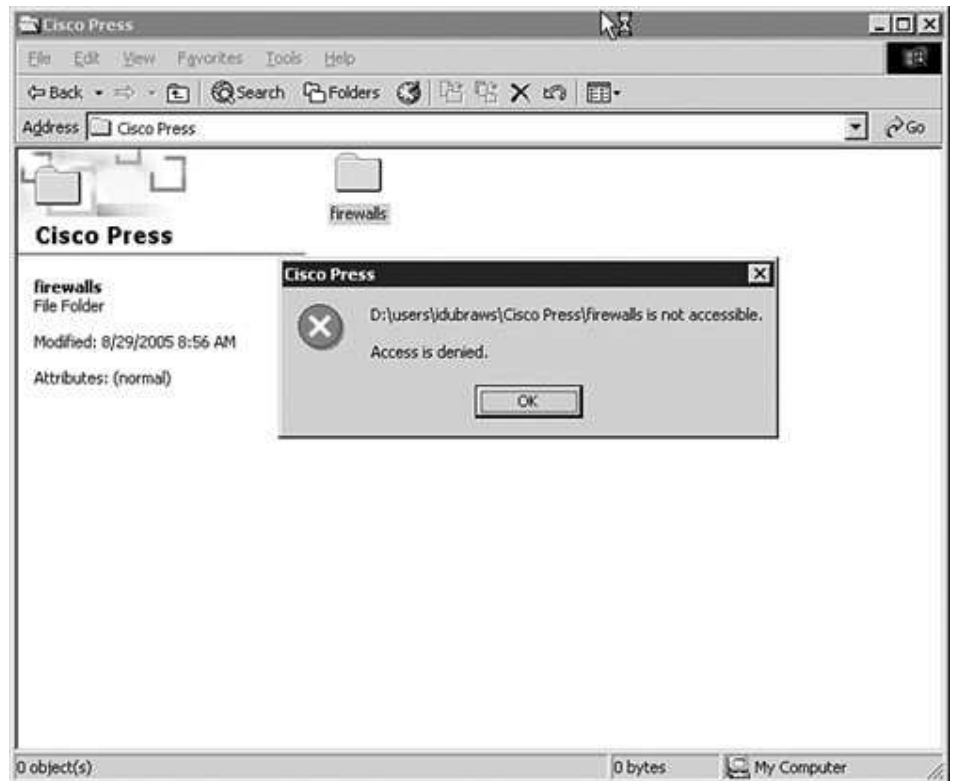 Cisco Press
File Edit View Favorites Tools Help
Back Search Folders
Address Cisco Press Go
firewalls
Cisco Press
firewalls
File Folder
Modified: 8/29/2005 8:56 AM
Attributes: (normal)
Cisco Press
D:\users\idubraws\Cisco Press\firewalls is not accessible.
Access is denied.
OK
0 object(s) 0 bytes My Computer